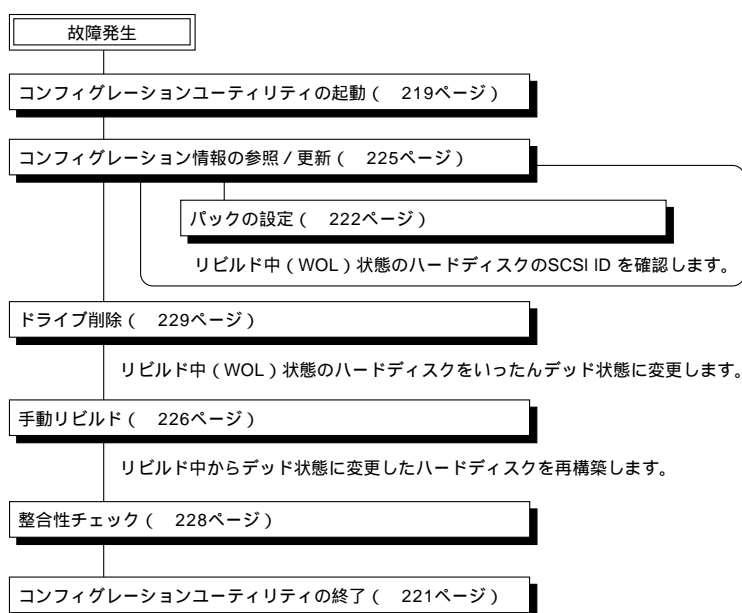 故障発生
コンフィグレーションユーティリティの起動（　219ページ）
コンフィグレーション情報の参照 / 更新（　225ページ）
パックの設定（　222ページ）
リビルド中（WOL）状態のハードディスクのSCSI ID を確認します。
ドライブ削除（　229ページ）
リビルド中（WOL）状態のハードディスクをいったんデッド状態に変更します。
手動リビルド（　226ページ）
リビルド中からデッド状態に変更したハードディスクを再構築します。
整合性チェック（　228ページ）
コンフィグレーションユーティリティの終了（　221ページ）